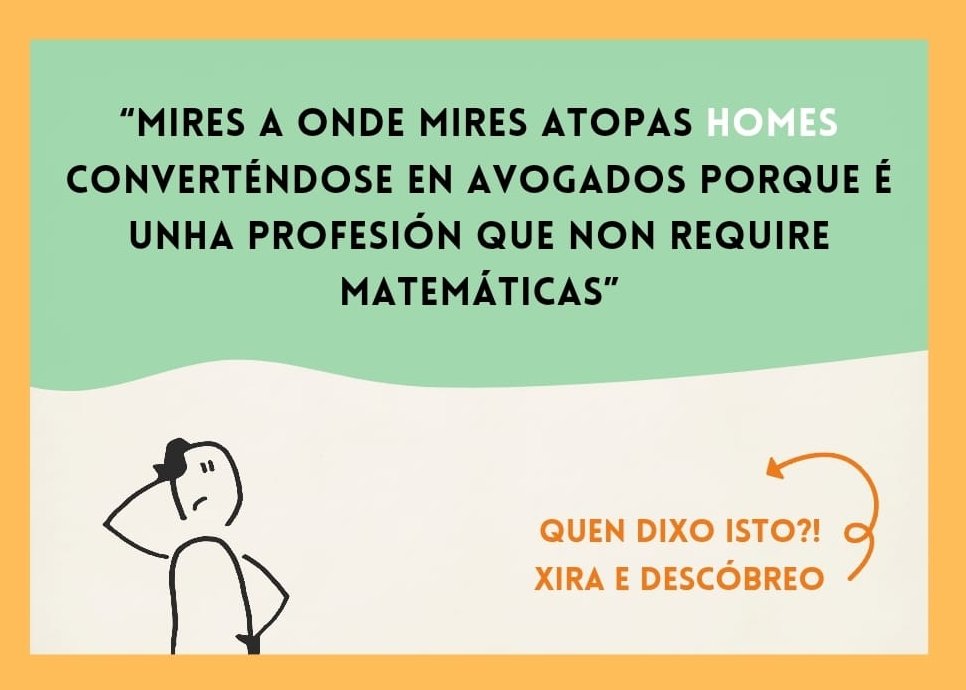 “MIRES A ONDE MIRES ATOPAS HOMES
CONVERTÉNDOSE EN AVOGADOS PORQUE É
UNHA PROFESIÓN QUE NON REQUIRE
MATEMÁTICAS”
QUEN DIXO ISTO?!
XIRA E DESCÓBREO